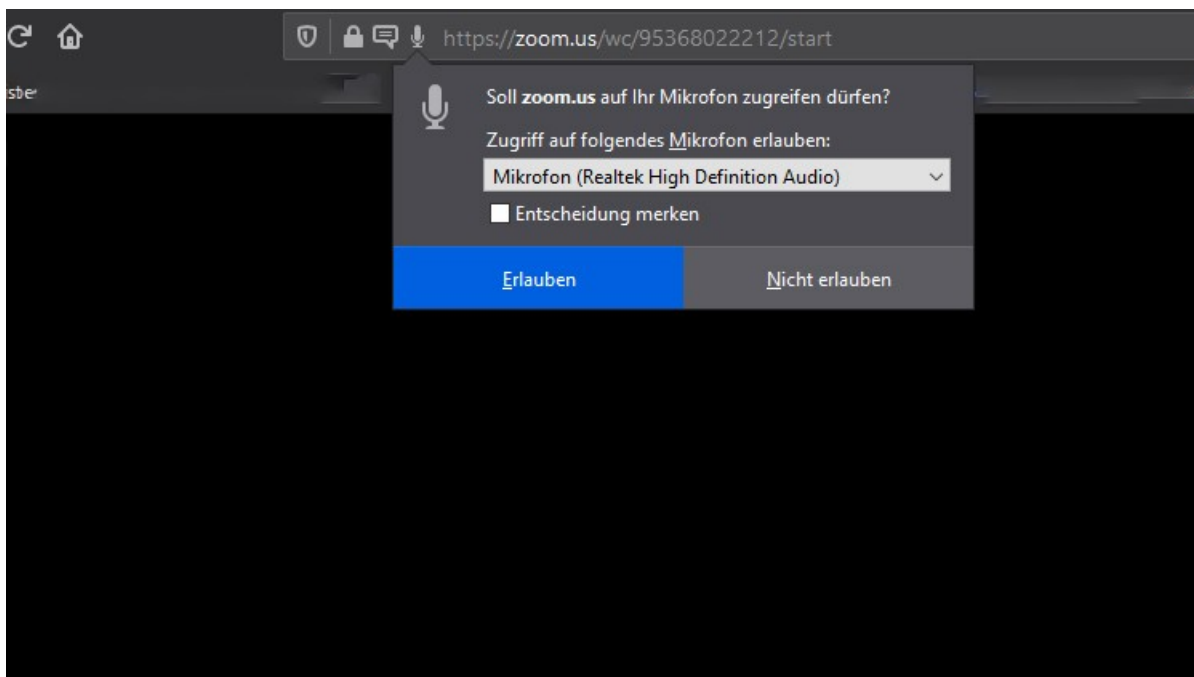 https://zoom.us/wc/95368022212/start
Soll zoom.us auf Ihr Mikrofon zugreifen dürfen?
Zugriff auf folgendes Mikrofon erlauben:
Mikrofon (Realtek High Definition Audio)
Entscheidung merken
Erlauben
Nicht erlauben